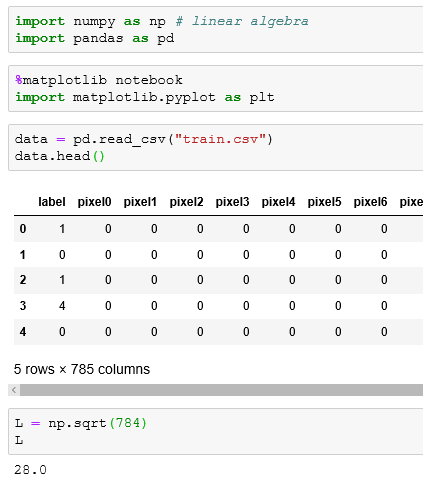 import numpy as np # linear algebra
import pandas as pd
%matplotlib notebook
import matplotlib.pyplot as plt
data = pd.read_csv("train.csv")
data.head()
label pixel0 pixel1 pixel2 pixel3 pixel4 pixel5 pixel6 pixe
0 1 0 0 0 0 0 0 0
1 0 0 0 0 0 0 0 0
2 1 0 0 0 0 0 0 0
3 4 0 0 0 0 0 0 0
4 0 0 0 0 0 0 0 0
5 rows × 785 columns
L = np.sqrt(784)
L
28.0